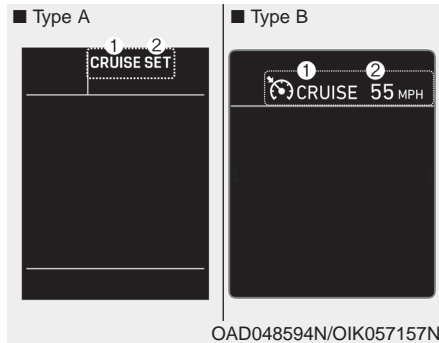 ■ Type A
① ②
CRUISE SET
■ Type B
① ②
CRUISE 55 MPH
OAD048594N/OIK057157N